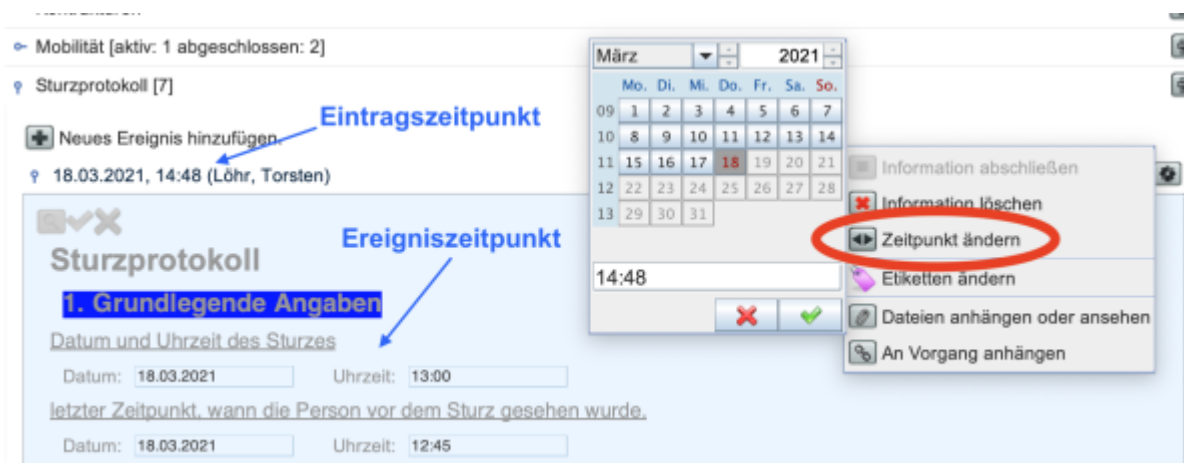 Mobilität [aktiv: 1 abgeschlossen: 2]
Sturzprotokoll [7]
Eintragszeitpunkt
Neues Ereignis hinzufügen.
18.03.2021, 14:48 (Löhr, Torsten)
Ereigniszeitpunkt
Sturzprotokoll
1. Grundlegende Angaben
Datum und Uhrzeit des Sturzes
Datum: 18.03.2021 Uhrzeit: 13:00
letzter Zeitpunkt, wann die Person vor dem Sturz gesehen wurde.
Datum: 18.03.2021 Uhrzeit: 12:45
März 2021
Mo. Di. Mi. Do. Fr. Sa. So.
09 1 2 3 4 5 6 7
10 8 9 10 11 12 13 14
11 15 16 17 18 19 20 21
12 22 23 24 25 26 27 28
13 29 30 31
14:48
Information abschließen
Information löschen
Zeitpunkt ändern
Etiketten ändern
Dateien anhängen oder ansehen
An Vorgang anhängen